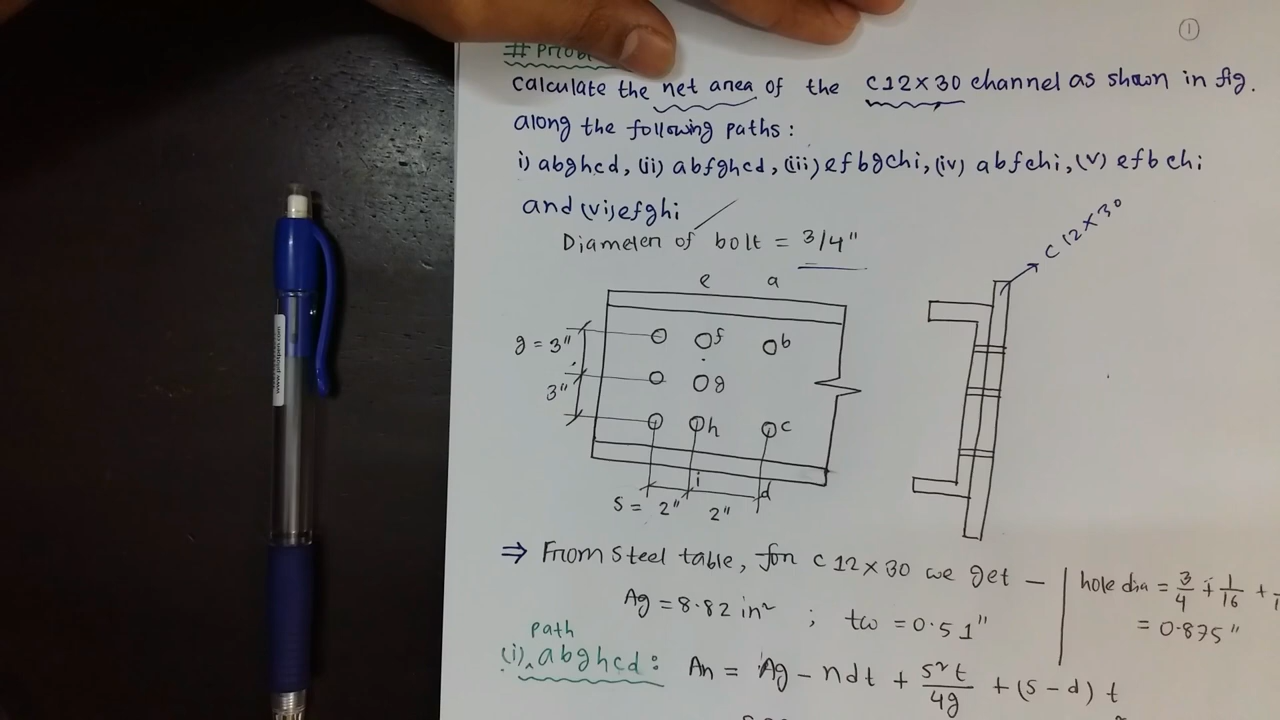 ①
# Prob
Calculate the net area of the C12×30 channel as shown in fig.
along the following paths:
i) abghcd, (ii) abfghcd, (iii) efbgchi, (iv) abfchi, (v) efbchi
and (vi) efghi
Diameter of bolt = 3/4"
C12×30
e a
f b
g = 3"
g
3"
h c
i d
S = 2" 2"
⇒ From Steel table, for C12×30 we get —
Ag = 8.82 in² ; tw = 0.51"
hole dia = 3/4 + 1/16 +
= 0.875"
path
(i) abghcd: An = Ag - ndt + s²t/4g + (s - d) t